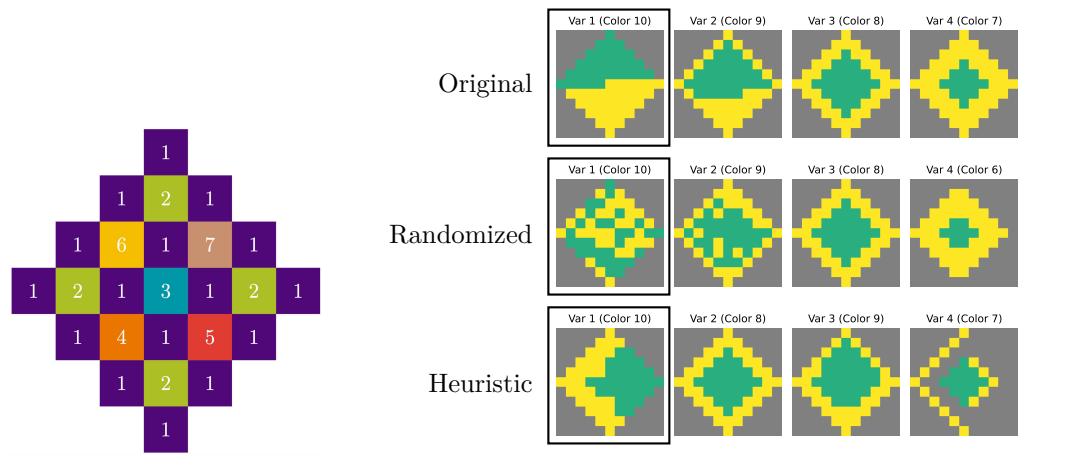 1
1 2 1
1 6 1 7 1
1 2 1 3 1 2 1
1 4 1 5 1
1 2 1
1
Original
Var 1 (Color 10) Var 2 (Color 9) Var 3 (Color 8) Var 4 (Color 7)
Randomized
Var 1 (Color 10) Var 2 (Color 9) Var 3 (Color 8) Var 4 (Color 6)
Heuristic
Var 1 (Color 10) Var 2 (Color 8) Var 3 (Color 9) Var 4 (Color 7)